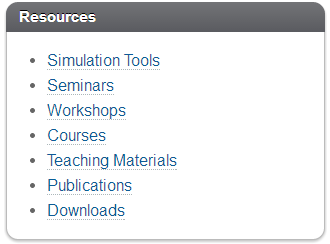 Resources
Simulation Tools
Seminars
Workshops
Courses
Teaching Materials
Publications
Downloads